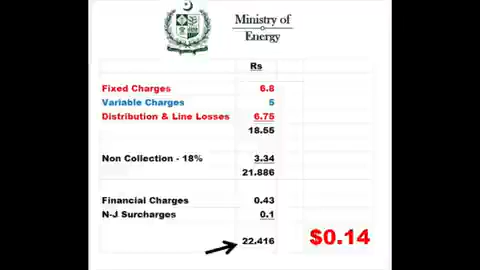 Ministry of
Energy
Rs
Fixed Charges 6.8
Variable Charges 5
Distribution & Line Losses 6.75
18.55
Non Collection - 18% 3.34
21.886
Financial Charges 0.43
N-J Surcharges 0.1
22.416 $0.14